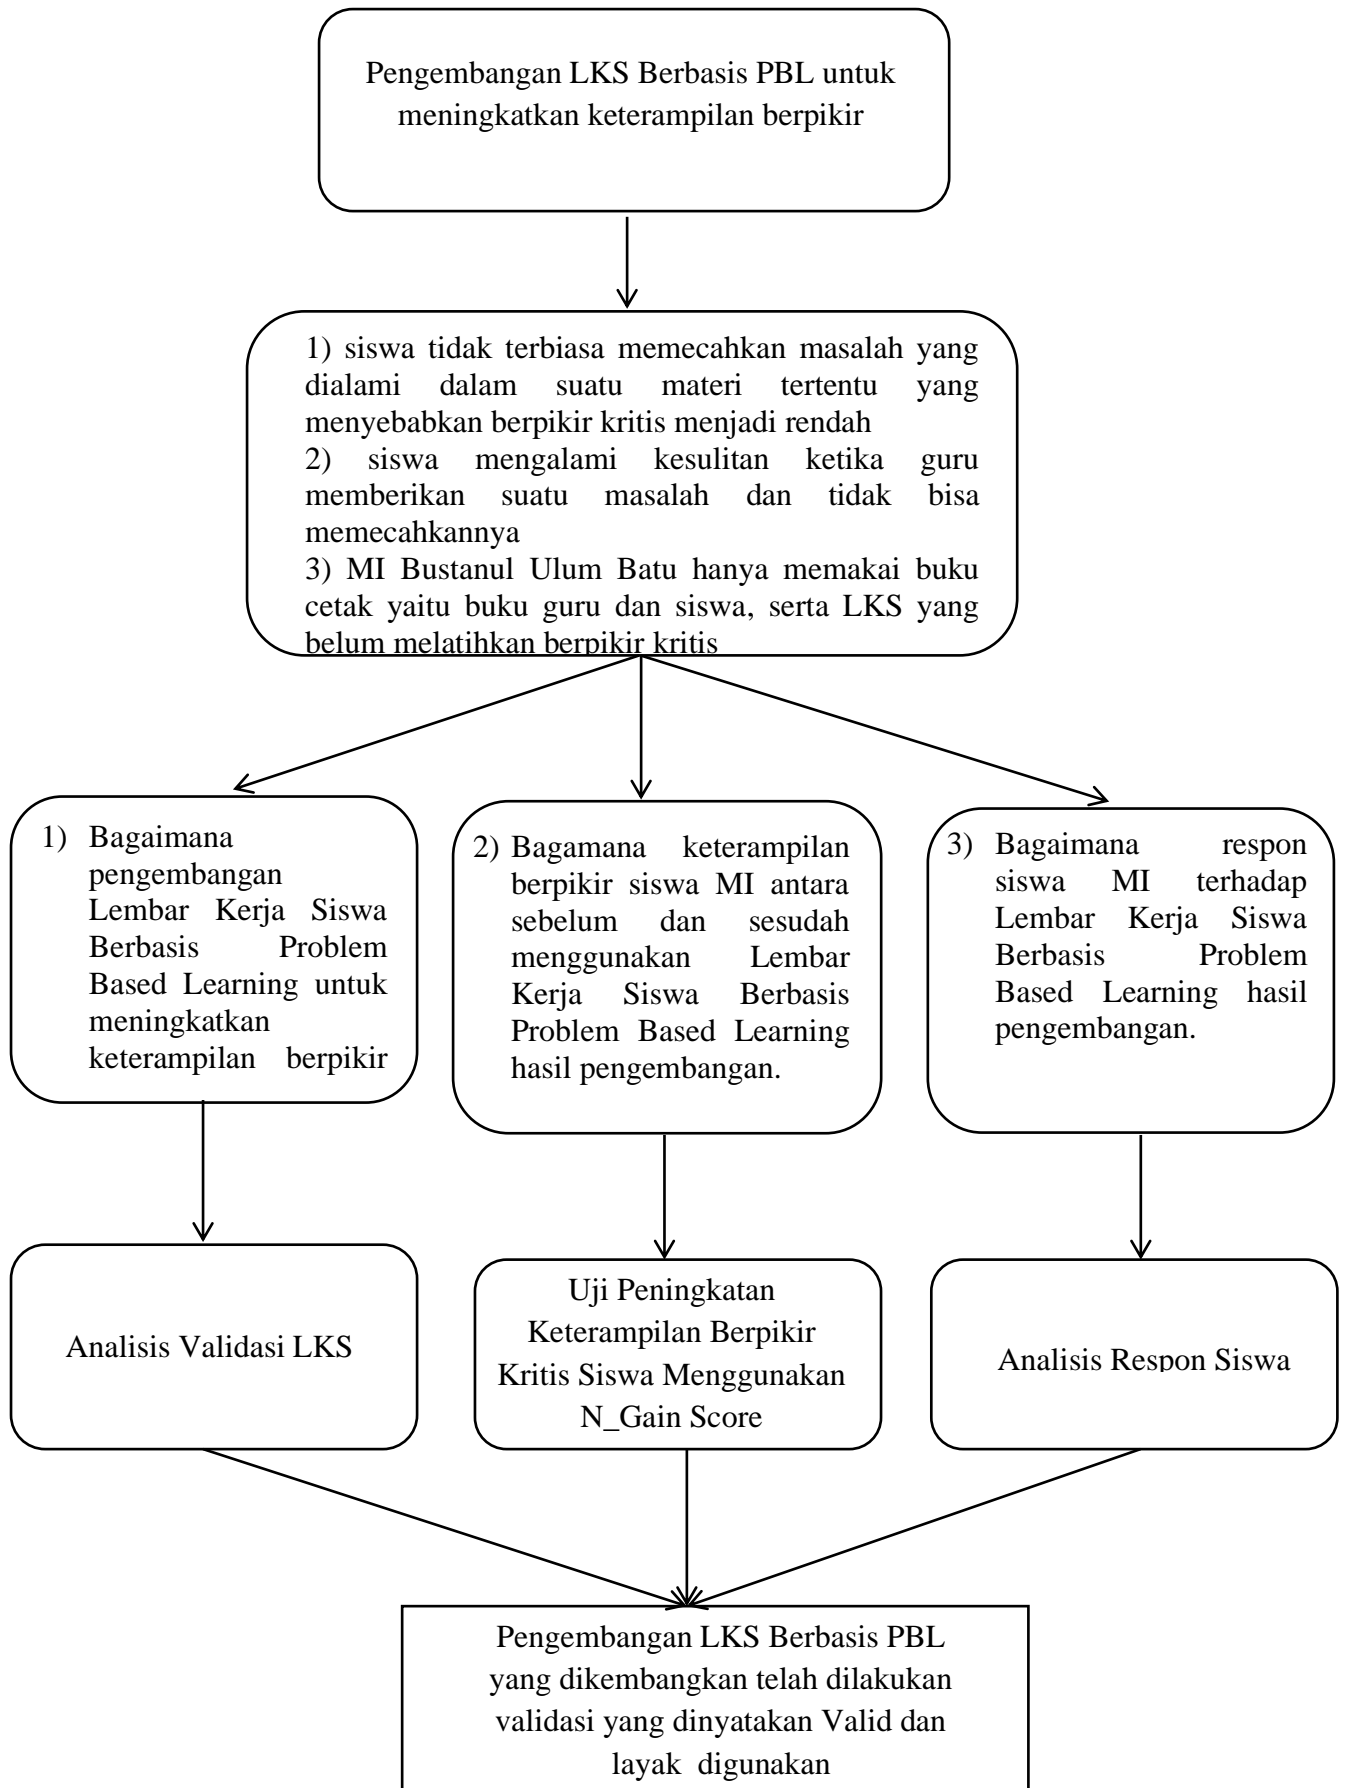 Pengembangan LKS Berbasis PBL untuk
meningkatkan keterampilan berpikir
1) siswa tidak terbiasa memecahkan masalah yang
dialami dalam suatu materi tertentu yang
menyebabkan berpikir kritis menjadi rendah
2) siswa mengalami kesulitan ketika guru
memberikan suatu masalah dan tidak bisa
memecahkannya
3) MI Bustanul Ulum Batu hanya memakai buku
cetak yaitu buku guru dan siswa, serta LKS yang
belum melatihkan berpikir kritis
1) Bagaimana
pengembangan
Lembar Kerja Siswa
Berbasis Problem
Based Learning untuk
meningkatkan
keterampilan berpikir
2) Bagamana keterampilan
berpikir siswa MI antara
sebelum dan sesudah
menggunakan Lembar
Kerja Siswa Berbasis
Problem Based Learning
hasil pengembangan.
3) Bagaimana respon
siswa MI terhadap
Lembar Kerja Siswa
Berbasis Problem
Based Learning hasil
pengembangan.
Analisis Validasi LKS
Uji Peningkatan
Keterampilan Berpikir
Kritis Siswa Menggunakan
N_Gain Score
Analisis Respon Siswa
Pengembangan LKS Berbasis PBL
yang dikembangkan telah dilakukan
validasi yang dinyatakan Valid dan
layak digunakan